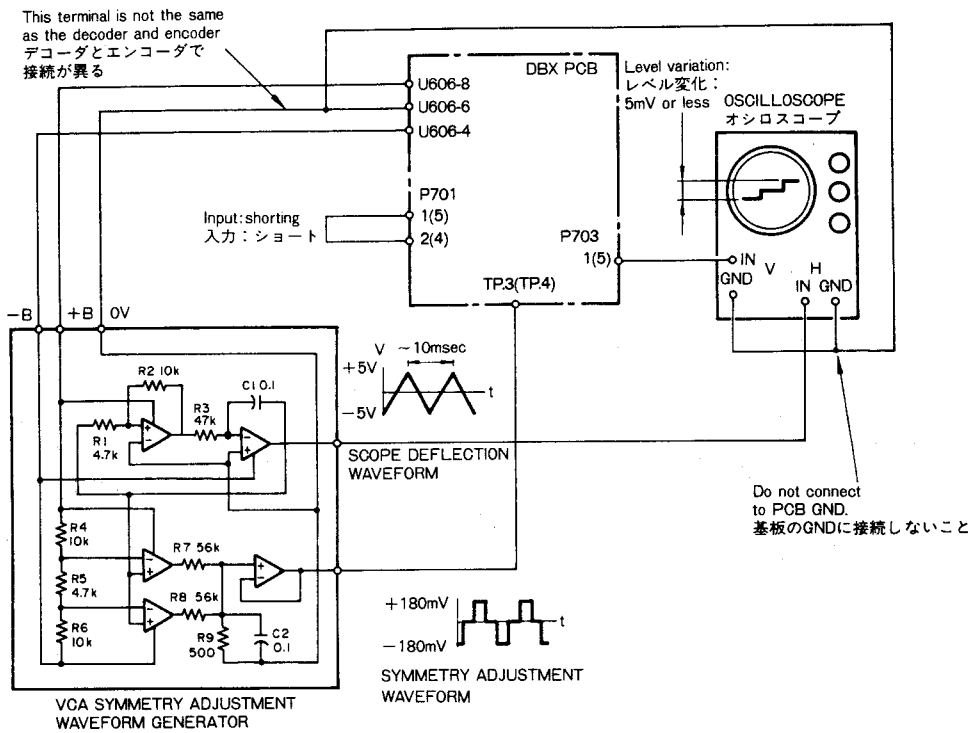 This terminal is not the same
as the decoder and encoder
デコーダとエンコーダで
接続が異る
DBX PCB
U606-8
U606-6
U606-4
P701
1(5)
2(4)
Input: shorting
入力：ショート
P703
1(5)
TP.3(TP.4)
Level variation:
レベル変化：
5mV or less
OSCILLOSCOPE
オシロスコープ
IN
GND
V
H
IN GND
−B
+B
0V
R2 10k
C1 0.1
R3
47k
R1
4.7k
R4
10k
R5
4.7k
R6
10k
R7 56k
R8 56k
R9
500
C2
0.1
V
~10msec
+5V
−5V
t
SCOPE DEFLECTION
WAVEFORM
Do not connect
to PCB GND.
基板のGNDに接続しないこと
+180mV
−180mV
t
SYMMETRY ADJUSTMENT
WAVEFORM
VCA SYMMETRY ADJUSTMENT
WAVEFORM GENERATOR